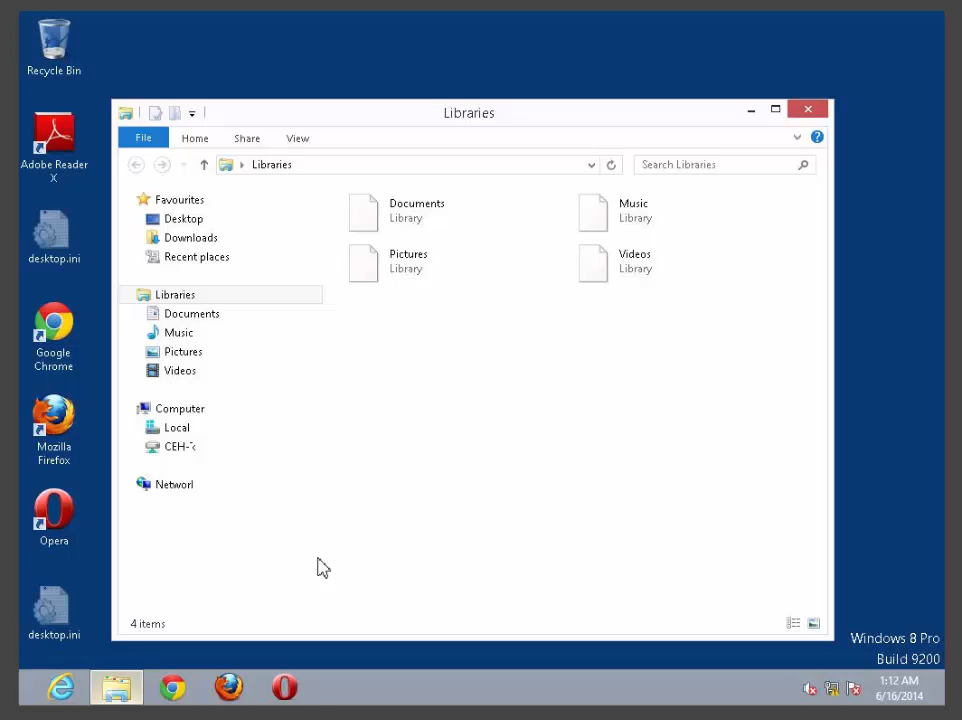 Recycle Bin
Adobe Reader
X
desktop.ini
Google
Chrome
Mozilla
Firefox
Opera
desktop.ini
Libraries
File
Home
Share
View
Libraries
Search Libraries
Favourites
Desktop
Downloads
Recent places
Libraries
Documents
Music
Pictures
Videos
Computer
Local
Documents
Library
Music
Library
Pictures
Library
Videos
Library
4 items
Windows 8 Pro
Build 9200
1:12 AM
6/16/2014